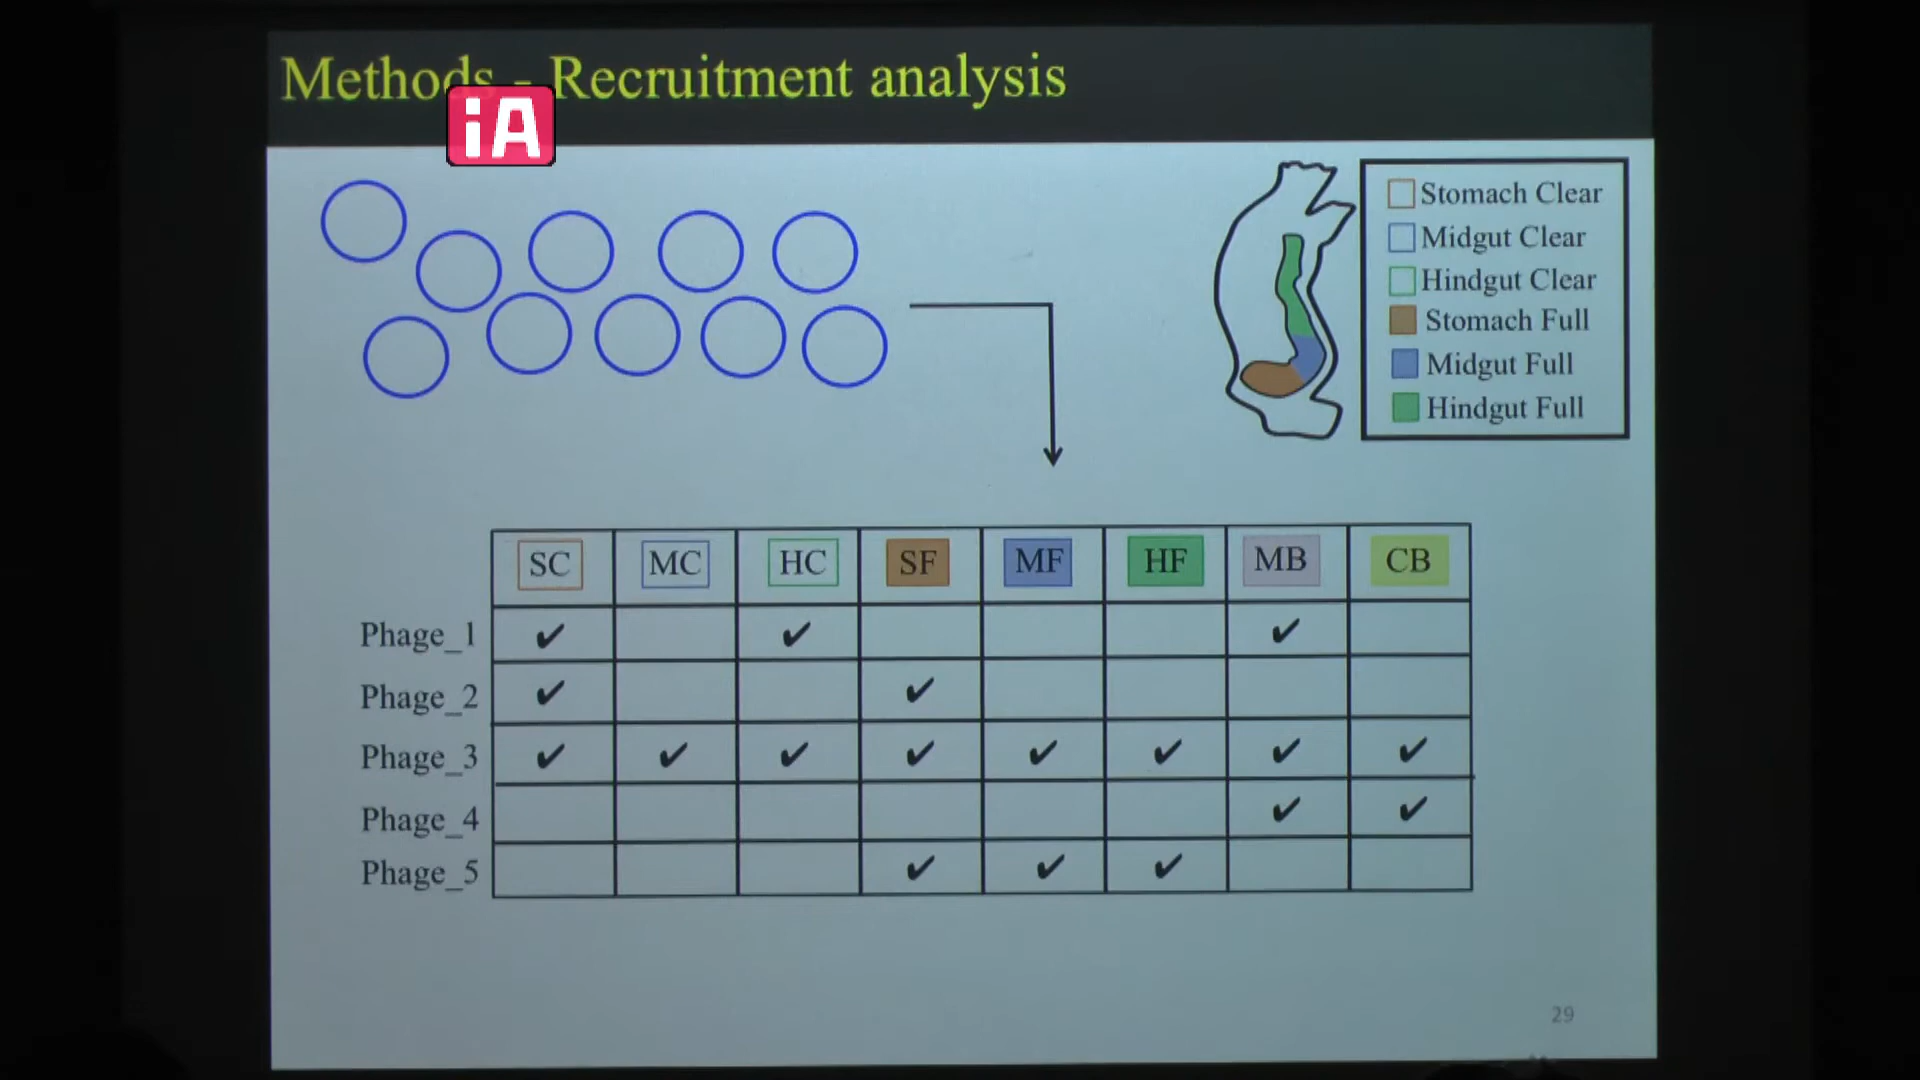 Methods - Recruitment analysis
iA
Stomach Clear
Midgut Clear
Hindgut Clear
Stomach Full
Midgut Full
Hindgut Full
SC MC HC SF MF HF MB CB
Phage_1 ✔ ✔ ✔
Phage_2 ✔ ✔
Phage_3 ✔ ✔ ✔ ✔ ✔ ✔ ✔ ✔
Phage_4 ✔ ✔
Phage_5 ✔ ✔ ✔
29